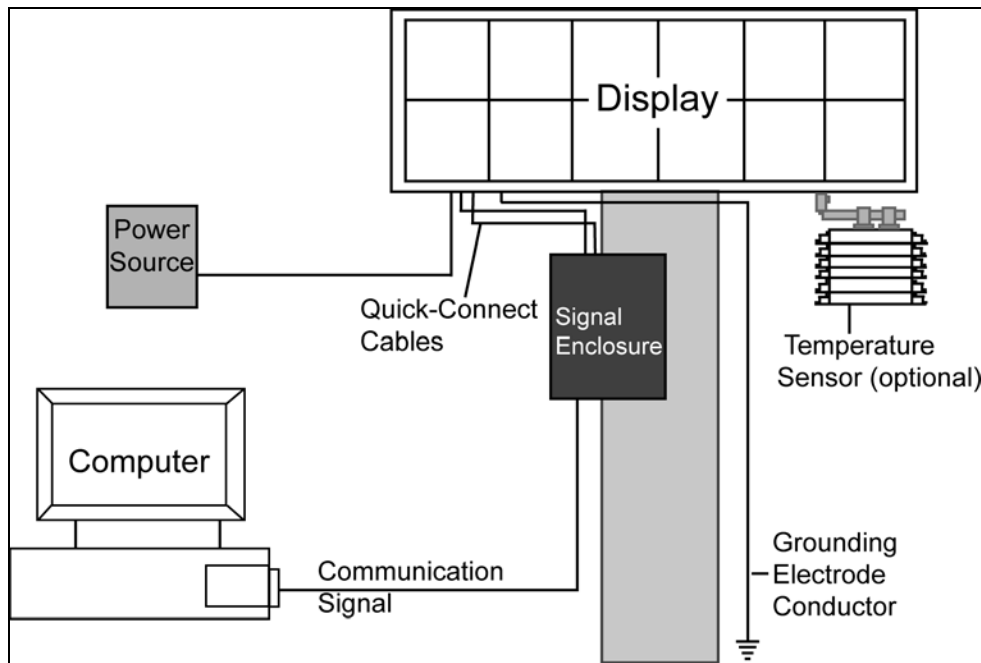 Display
Power
Source
Quick-Connect
Cables
Signal
Enclosure
Temperature
Sensor (optional)
Computer
Communication
Signal
Grounding
Electrode
Conductor